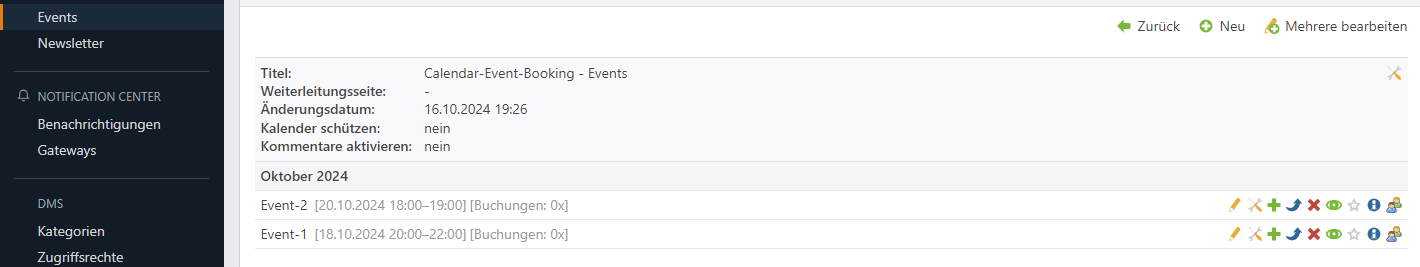 Events
Newsletter
NOTIFICATION CENTER
Benachrichtigungen
Gateways
DMS
Kategorien
Zugriffsrechte
Zurück Neu Mehrere bearbeiten
Titel: Calendar-Event-Booking - Events
Weiterleitungsseite: -
Änderungsdatum: 16.10.2024 19:26
Kalender schützen: nein
Kommentare aktivieren: nein
Oktober 2024
Event-2 [20.10.2024 18:00–19:00] [Buchungen: 0x]
Event-1 [18.10.2024 20:00–22:00] [Buchungen: 0x]